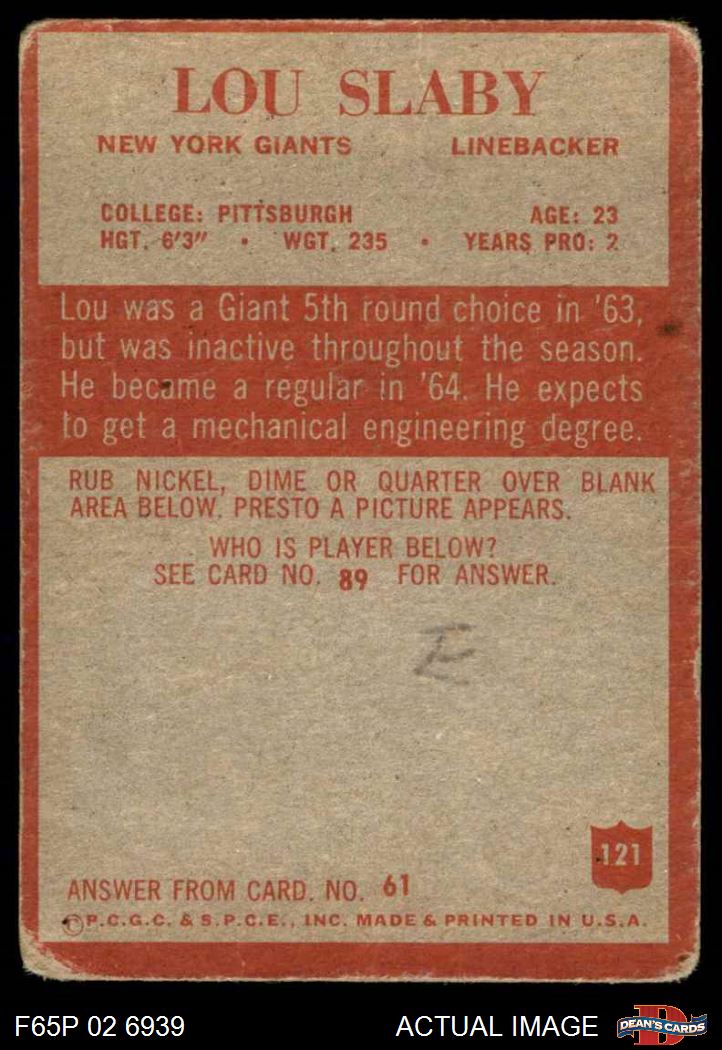 LOU SLABY
NEW YORK GIANTS LINEBACKER
COLLEGE: PITTSBURGH AGE: 23
HGT. 6'3" • WGT. 235 • YEARS PRO: 2
Lou was a Giant 5th round choice in '63,
but was inactive throughout the season.
He became a regular in '64. He expects
to get a mechanical engineering degree.
RUB NICKEL, DIME OR QUARTER OVER BLANK
AREA BELOW. PRESTO A PICTURE APPEARS.
WHO IS PLAYER BELOW?
SEE CARD NO. 89 FOR ANSWER.
E
121
ANSWER FROM CARD. NO. 61
©P.C.G.C. & S.P.C.E., INC. MADE & PRINTED IN U.S.A.
F65P 02 6939 ACTUAL IMAGE D DEAN'S CARDS